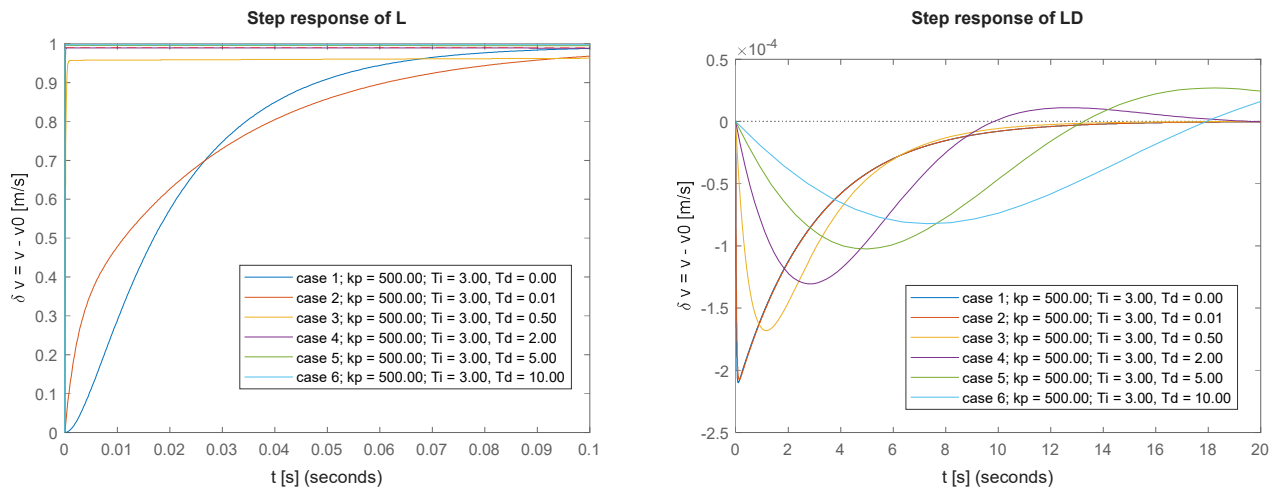 Step response of L
1
0.9
0.8
0.7
0.6
0.5
0.4
0.3
0.2
0.1
0
δ v = v - v0 [m/s]
case 1; kp = 500.00; Ti = 3.00, Td = 0.00
case 2; kp = 500.00; Ti = 3.00, Td = 0.01
case 3; kp = 500.00; Ti = 3.00, Td = 0.50
case 4; kp = 500.00; Ti = 3.00, Td = 2.00
case 5; kp = 500.00; Ti = 3.00, Td = 5.00
case 6; kp = 500.00; Ti = 3.00, Td = 10.00
0 0.01 0.02 0.03 0.04 0.05 0.06 0.07 0.08 0.09 0.1
t [s] (seconds)
Step response of LD
×10⁻⁴
0.5
0
-0.5
-1
-1.5
-2
-2.5
δ v = v - v0 [m/s]
case 1; kp = 500.00; Ti = 3.00, Td = 0.00
case 2; kp = 500.00; Ti = 3.00, Td = 0.01
case 3; kp = 500.00; Ti = 3.00, Td = 0.50
case 4; kp = 500.00; Ti = 3.00, Td = 2.00
case 5; kp = 500.00; Ti = 3.00, Td = 5.00
case 6; kp = 500.00; Ti = 3.00, Td = 10.00
0 2 4 6 8 10 12 14 16 18 20
t [s] (seconds)